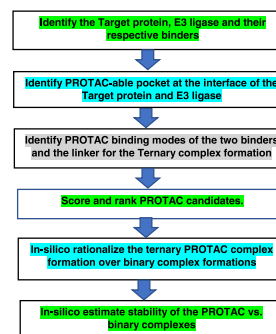 Identify the Target protein, E3 ligase and their
respective binders
Identify PROTAC-able pocket at the interface of the
Target protein and E3 ligase
Identify PROTAC binding modes of the two binders
and the linker for the Ternary complex formation
Score and rank PROTAC candidates.
In-silico rationalize the ternary PROTAC complex
formation over binary complex formations
In-silico estimate stability of the PROTAC vs.
binary complexes